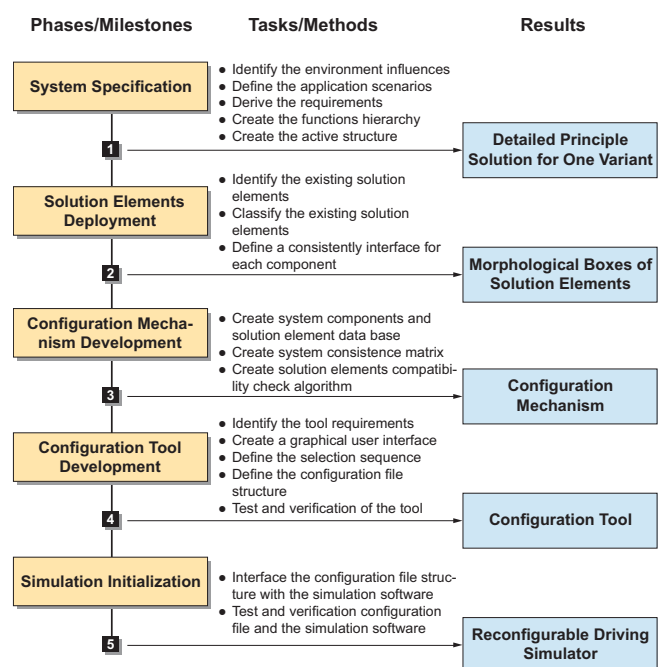 Phases/Milestones
Tasks/Methods
Results
System Specification
● Identify the environment influences
● Define the application scenarios
● Derive the requirements
● Create the functions hierarchy
● Create the active structure
1
Detailed Principle
Solution for One Variant
Solution Elements
Deployment
● Identify the existing solution
elements
● Classify the existing solution
elements
● Define a consistently interface for
each component
2
Morphological Boxes of
Solution Elements
Configuration Mecha-
nism Development
● Create system components and
solution element data base
● Create system consistence matrix
● Create solution elements compatibi-
lity check algorithm
3
Configuration
Mechanism
Configuration Tool
Development
● Identify the tool requirements
● Create a graphical user interface
● Define the selection sequence
● Define the configuration file
structure
● Test and verification of the tool
4
Configuration Tool
Simulation Initialization
● Interface the configuration file struc-
ture with the simulation software
● Test and verification configuration
file and the simulation software
5
Reconfigurable Driving
Simulator